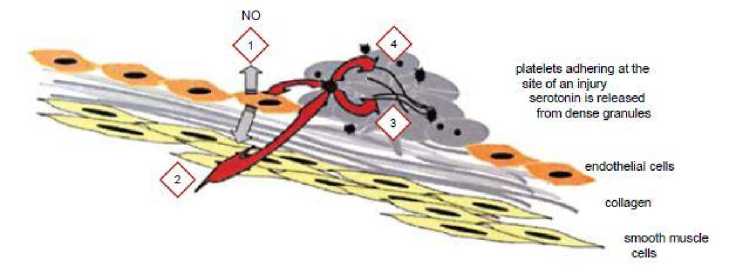 NO
1
4
platelets adhering at the
site of an injury
serotonin is released
from dense granules
3
endothelial cells
2
collagen
smooth muscle
cells